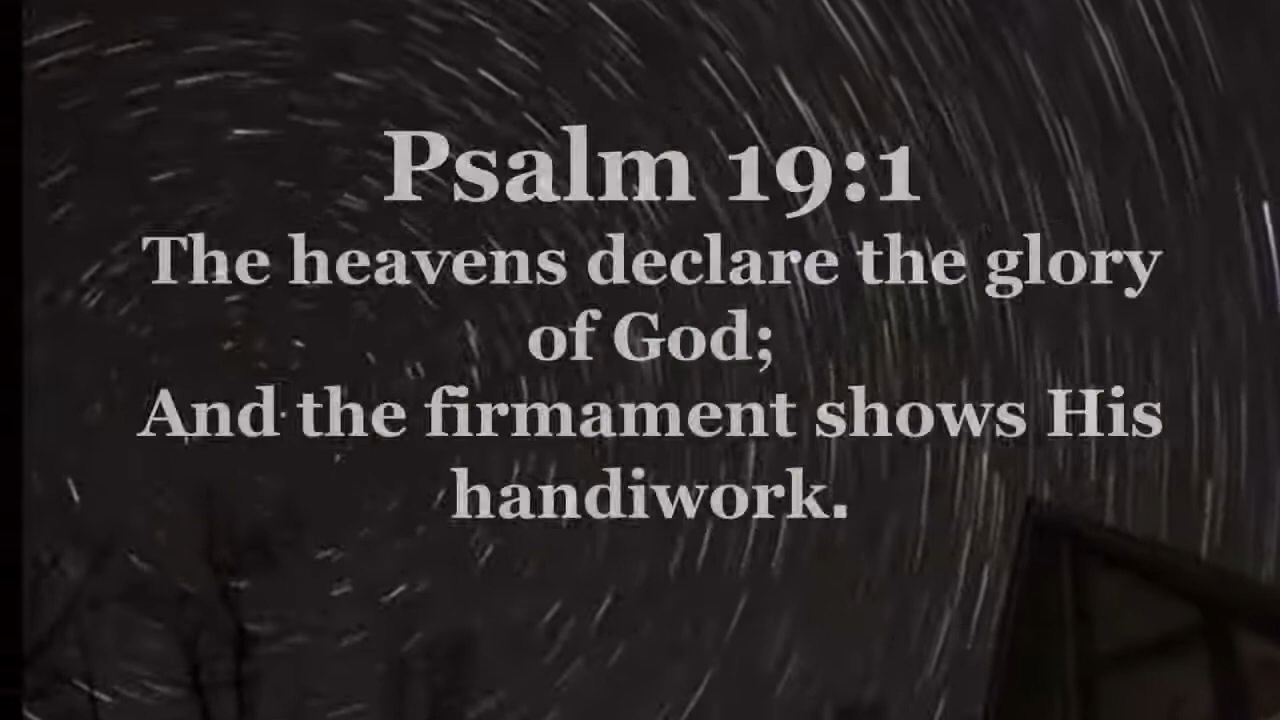 Psalm 19:1
The heavens declare the glory
of God;
And the firmament shows His
handiwork.